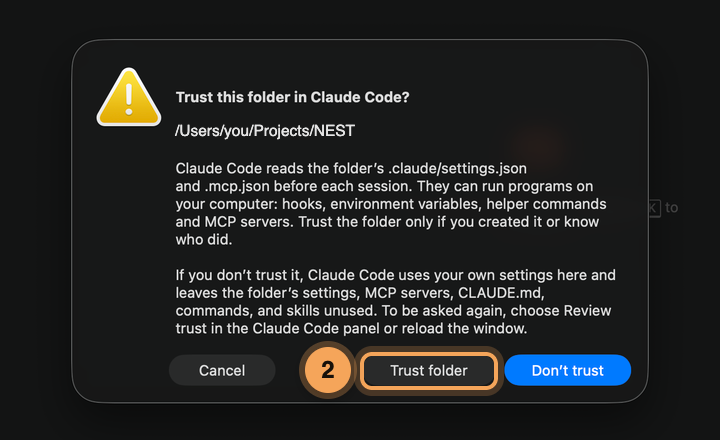 Trust this folder in Claude Code?
/Users/you/Projects/NEST
Claude Code reads the folder’s .claude/settings.json
and .mcp.json before each session. They can run programs on
your computer: hooks, environment variables, helper commands
and MCP servers. Trust the folder only if you created it or know
who did.
K to
If you don’t trust it, Claude Code uses your own settings here and
leaves the folder’s settings, MCP servers, CLAUDE.md,
commands, and skills unused. To be asked again, choose Review
trust in the Claude Code panel or reload the window.
Cancel
2
Trust folder
Don’t trust